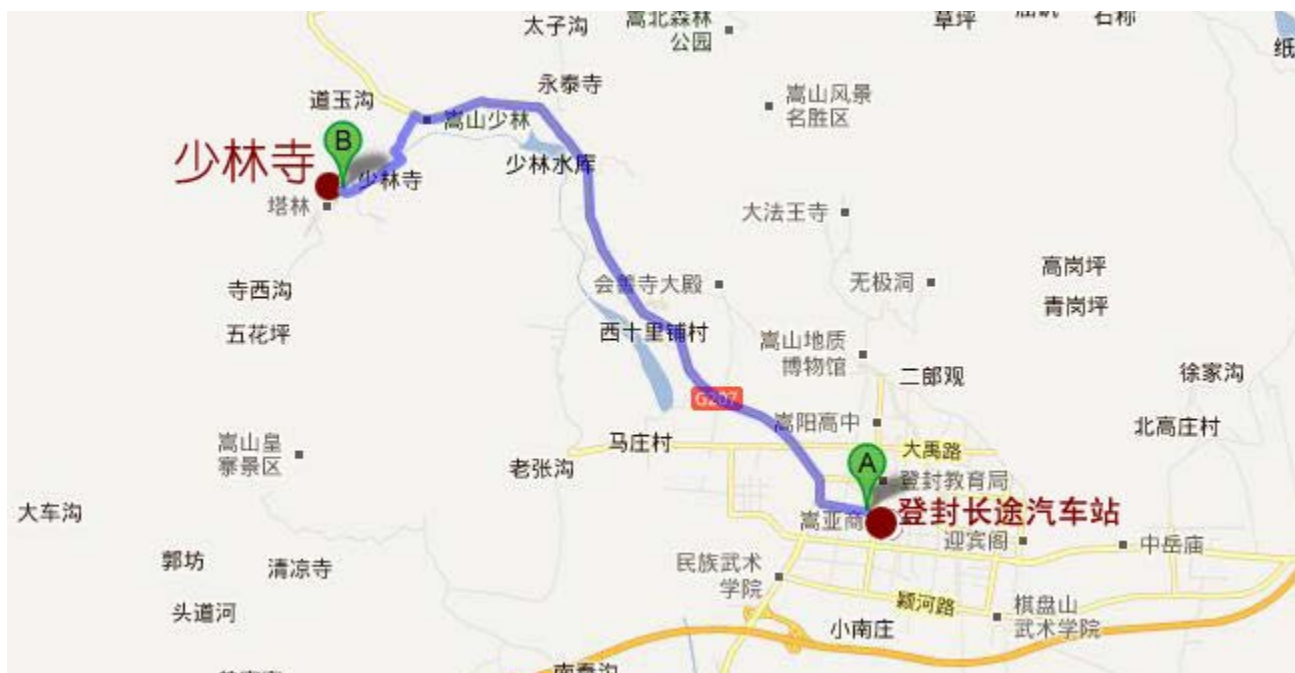 太子沟
嵩北森林
公园
草坪
石称
纸
永泰寺
道玉沟
嵩山风景
名胜区
嵩山少林
B
少林寺
少林水库
少林寺
塔林
大法王寺
高岗坪
会善寺大殿
无极洞
寺西沟
青岗坪
五花坪
西十里铺村
嵩山地质
博物馆
二郎观
徐家沟
G207
嵩阳高中
北高庄村
嵩山皇
寨景区
马庄村
大禹路
老张沟
A
登封教育局
大车沟
嵩亚商
登封长途汽车站
迎宾阁
中岳庙
郭坊
清凉寺
民族武术
学院
头道河
颍河路
棋盘山
武术学院
小南庄